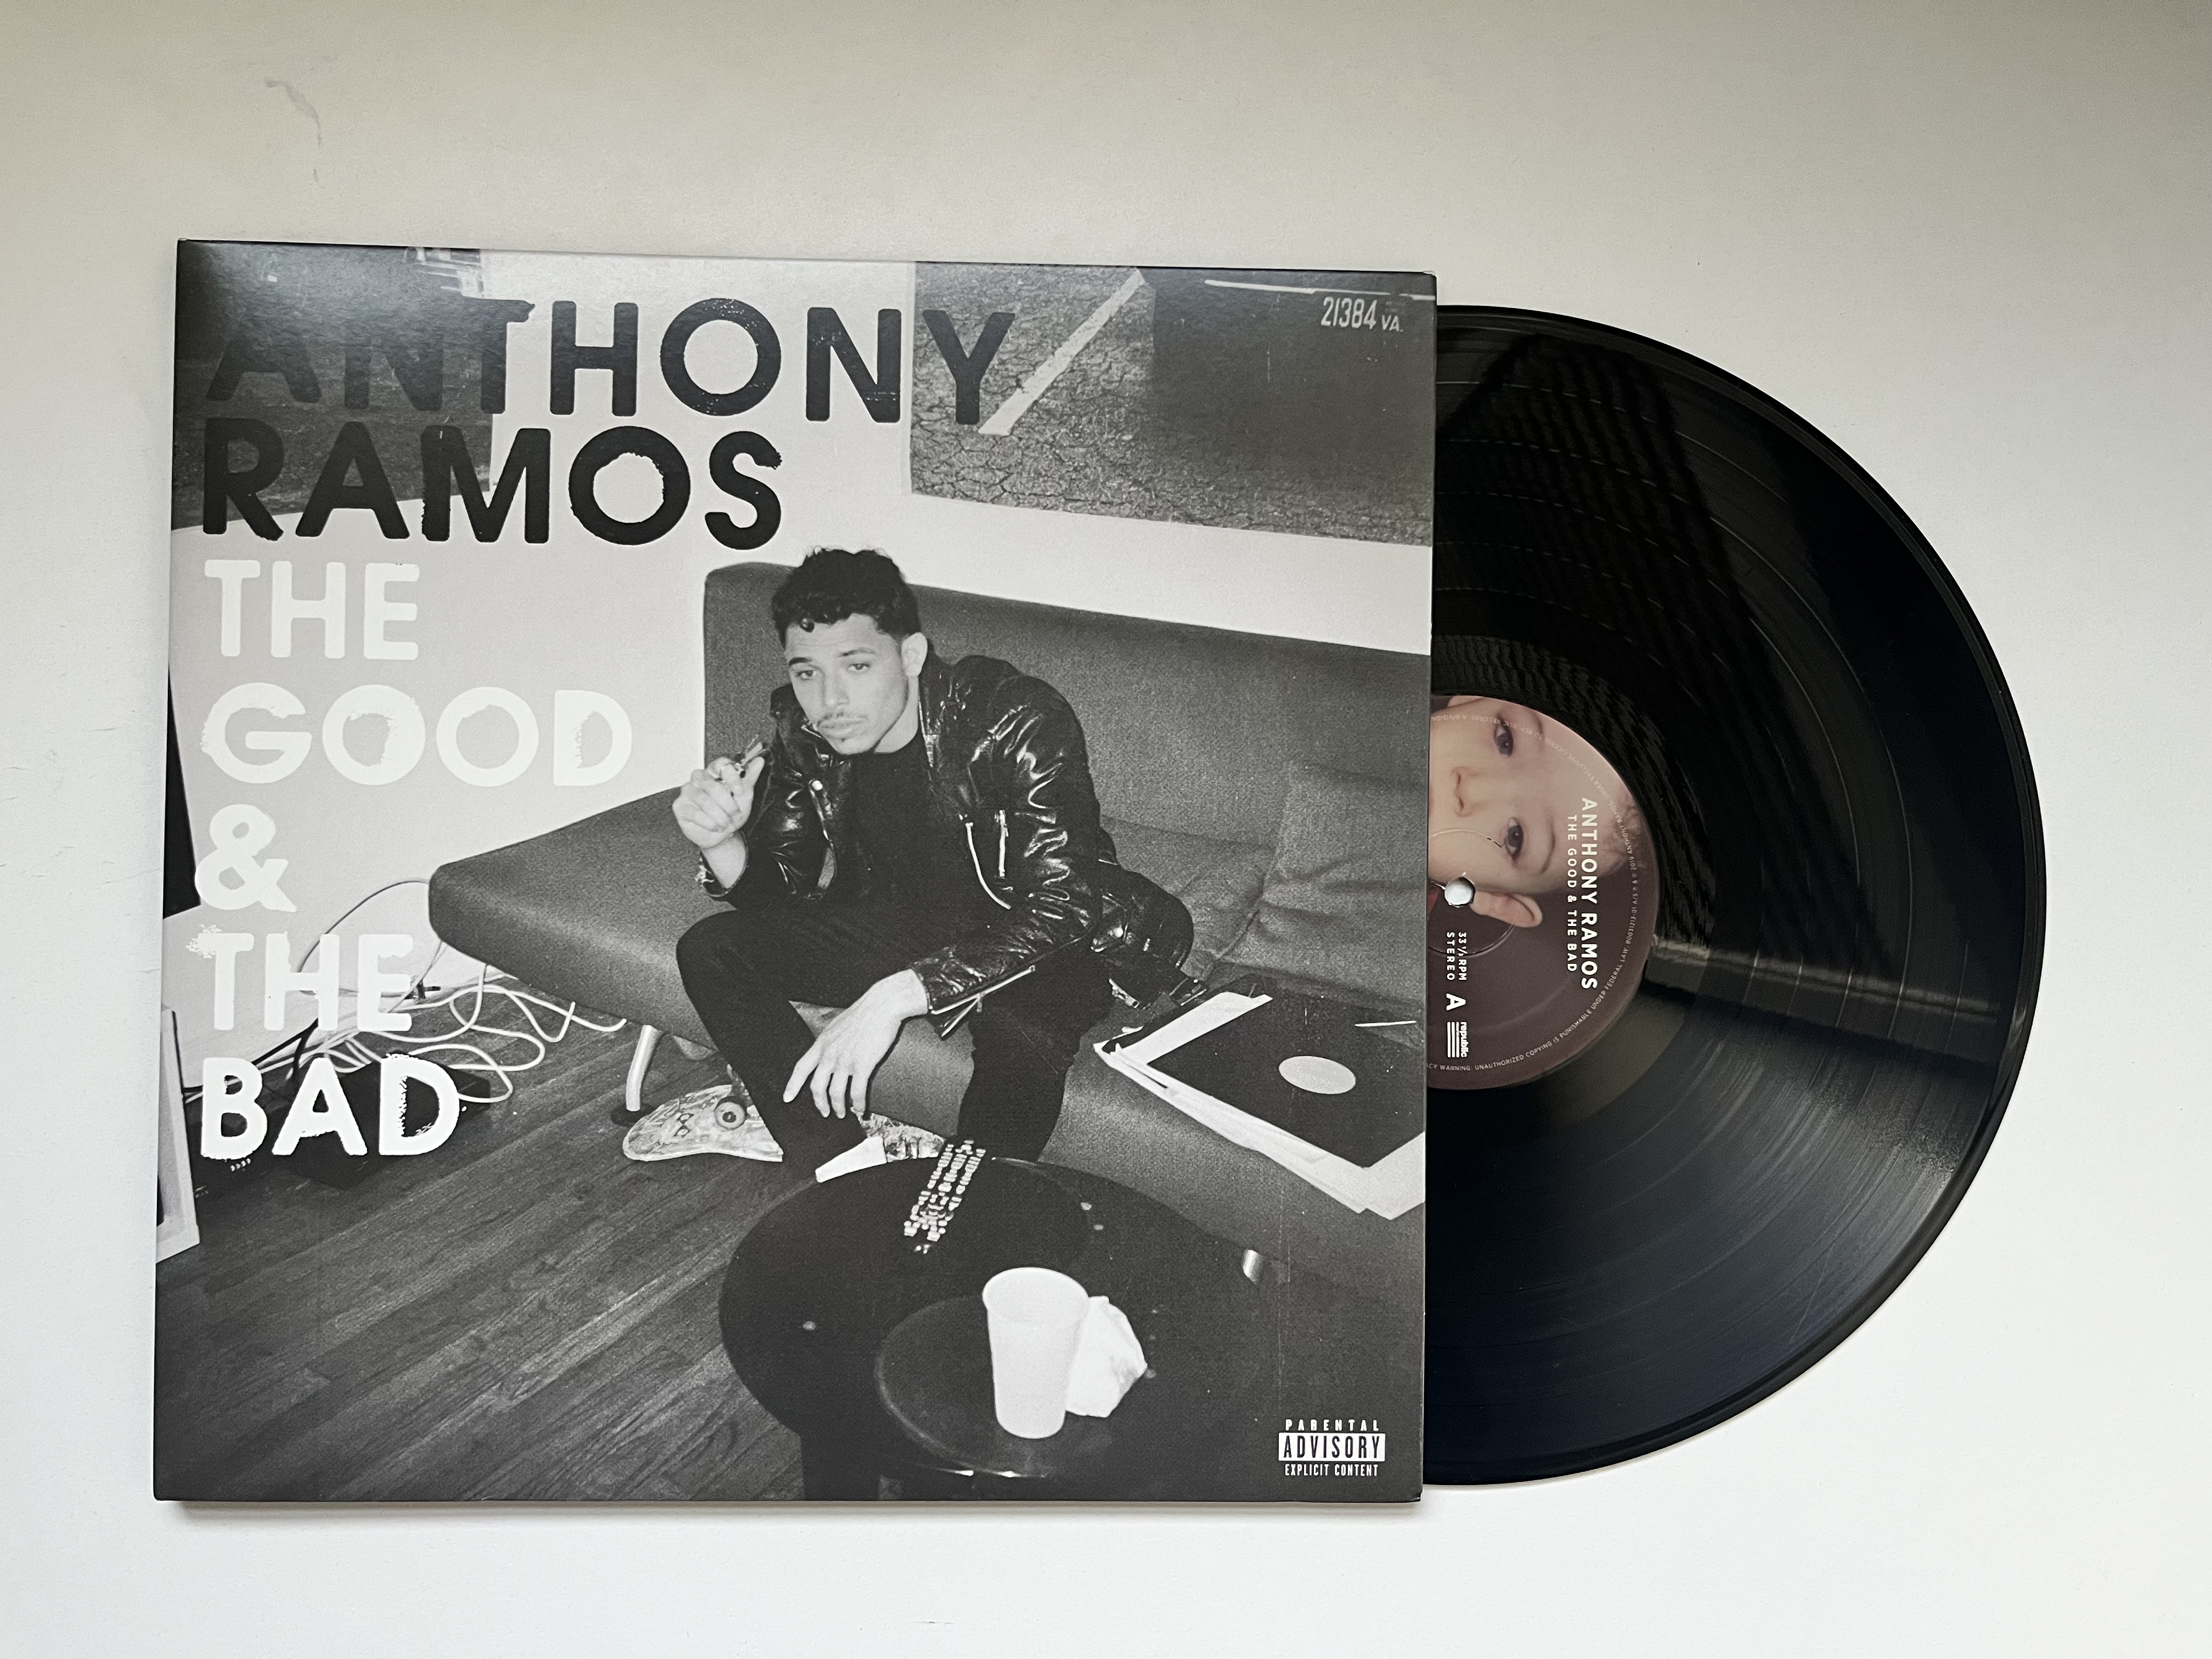 ANTHONY RAMOS
THE GOOD & THE BAD
33 1/3 RPM
STEREO
A
republic
21384 VA.
PARENTAL
ADVISORY
EXPLICIT CONTENT
ANTHONY
RAMOS
THE
GOOD
&
THE
BAD